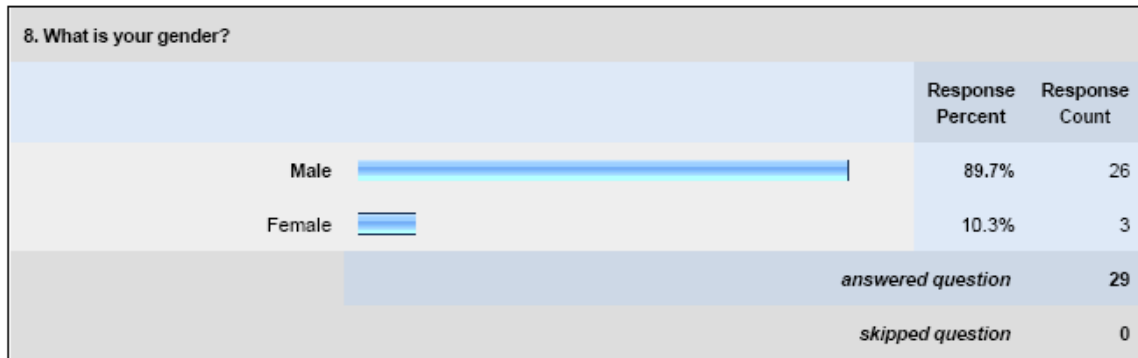 8. What is your gender?
Response Percent Response Count
Male 89.7% 26
Female 10.3% 3
answered question 29
skipped question 0